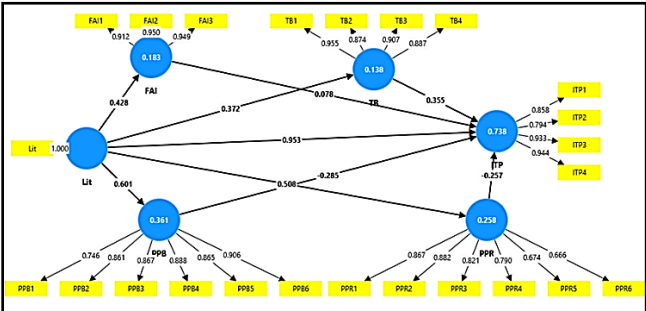 FAI1 FAI2 FAI3 TB1 TB2 TB3 TB4
0.912 0.950 0.949 0.955 0.874 0.907 0.887
0.183 0.138
FAI TB
0.428 0.078 0.372 0.355
ITP1
0.858
ITP2
0.794
0.738
ITP3
0.933
ITP
ITP4
0.944
Lit 1.000 0.953
Lit
0.601 0.508 -0.285 -0.257
0.361 0.258
PPB PPR
0.746 0.861 0.867 0.888 0.865 0.906 0.867 0.882 0.821 0.790 0.674 0.666
PPB1 PPB2 PPB3 PPB4 PPB5 PPB6 PPR1 PPR2 PPR3 PPR4 PPR5 PPR6